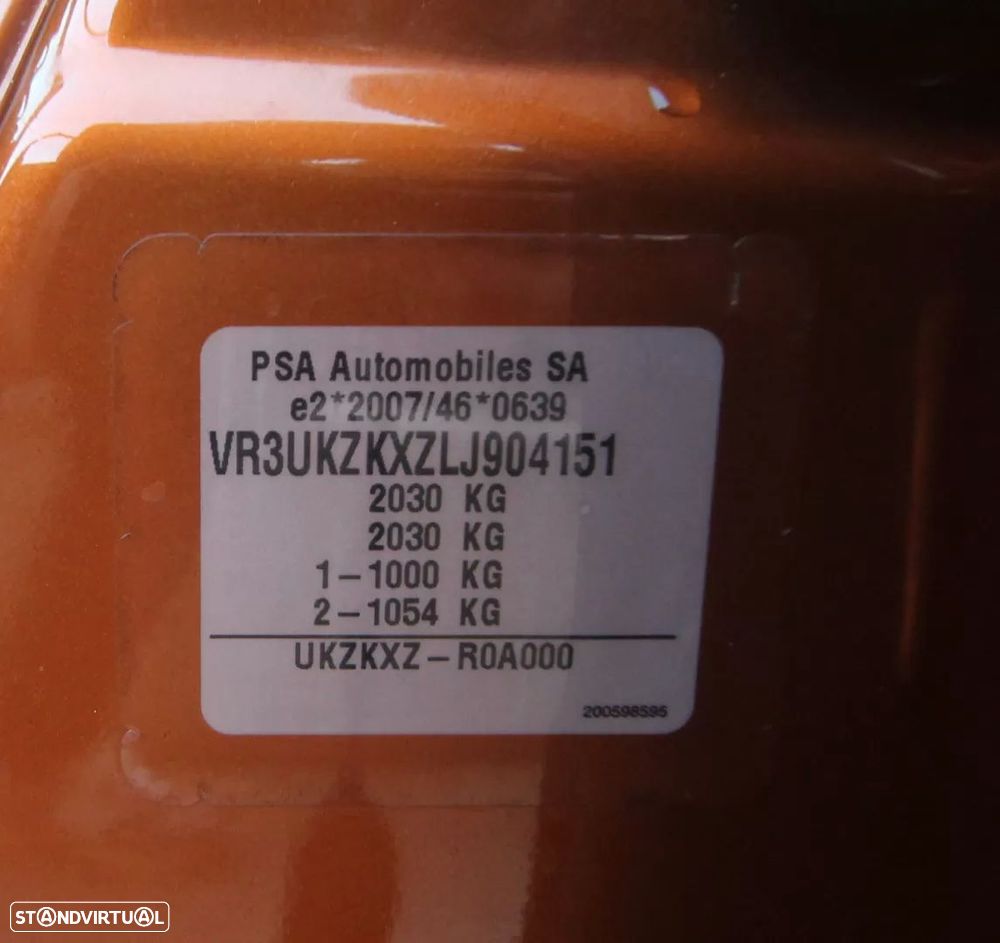 PSA Automobiles SA
e2*2007/46*0639
VR3UKZKXZLJ904151
2030 KG
2030 KG
1-1000 KG
2-1054 KG
UKZKXZ-R0A000
200598595
STANDVIRTUAL